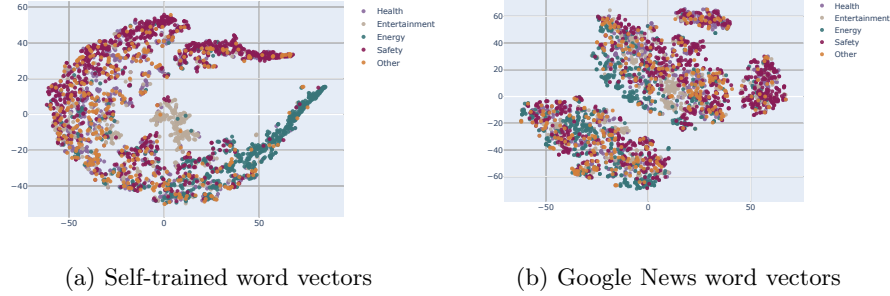 60
40
20
0
−20
−40
−50
0
50
Health
Entertainment
Energy
Safety
Other
60
40
20
0
−20
−40
−60
−50
0
50
Health
Entertainment
Energy
Safety
Other
(a) Self-trained word vectors
(b) Google News word vectors